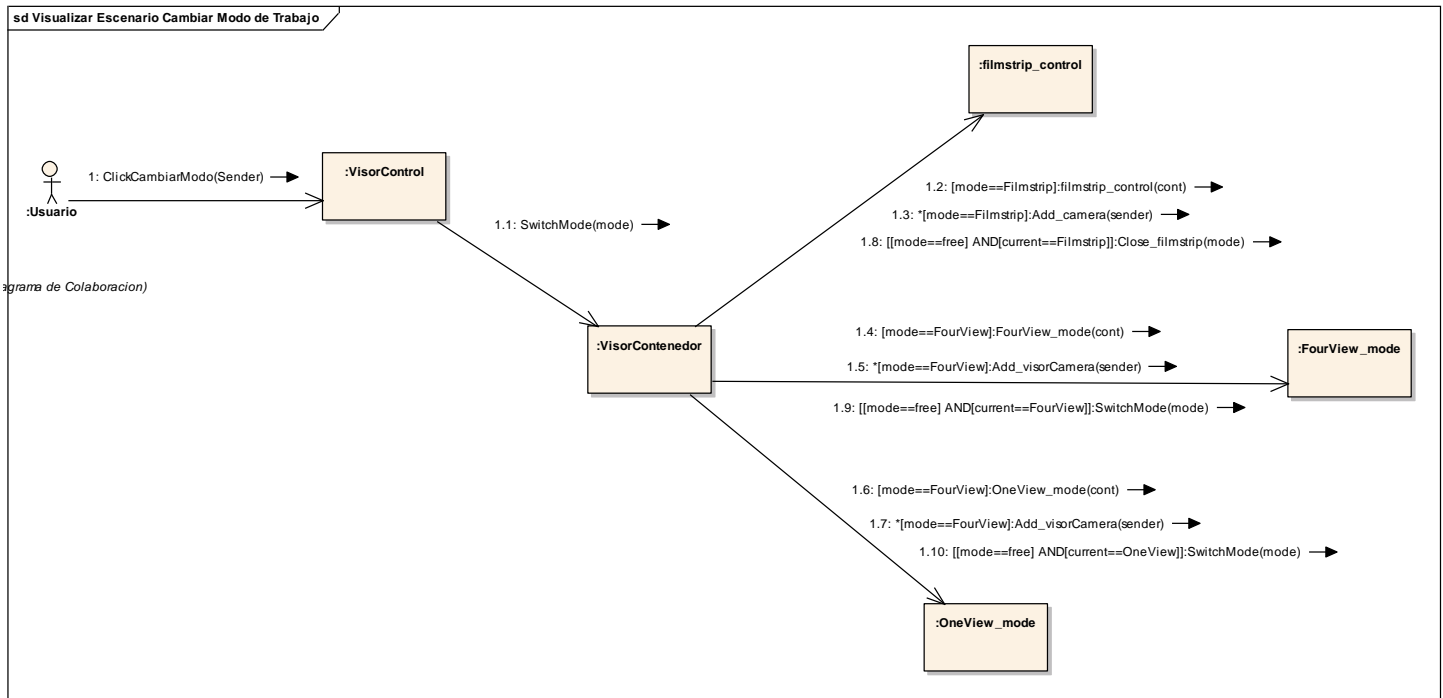 sd Visualizar Escenario Cambiar Modo de Trabajo
:filmstrip_control
:VisorControl
1: ClickCambiarModo(Sender)
:Usuario
1.2: [mode==Filmstrip]:filmstrip_control(cont)
1.3: *[mode==Filmstrip]:Add_camera(sender)
1.1: SwitchMode(mode)
1.8: [[mode==free] AND[current==Filmstrip]]:Close_filmstrip(mode)
de Colaboracion)
1.4: [mode==FourView]:FourView_mode(cont)
:VisorContenedor
:FourView_mode
1.5: *[mode==FourView]:Add_visorCamera(sender)
1.9: [[mode==free] AND[current==FourView]]:SwitchMode(mode)
1.6: [mode==FourView]:OneView_mode(cont)
1.7: *[mode==FourView]:Add_visorCamera(sender)
1.10: [[mode==free] AND[current==OneView]]:SwitchMode(mode)
:OneView_mode